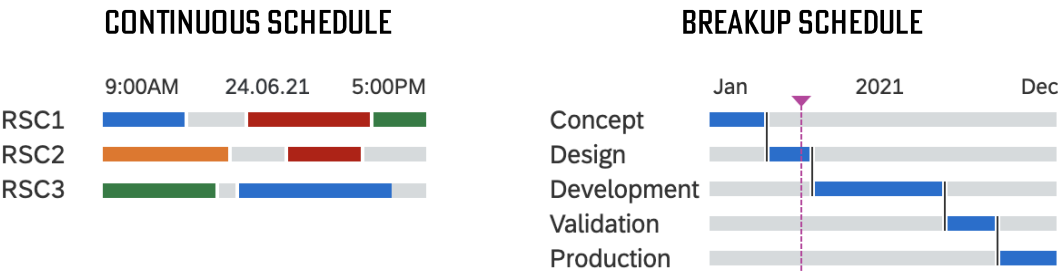 CONTINUOUS SCHEDULE
9:00AM 24.06.21 5:00PM
RSC1
RSC2
RSC3
BREAKUP SCHEDULE
Jan 2021 Dec
Concept
Design
Development
Validation
Production